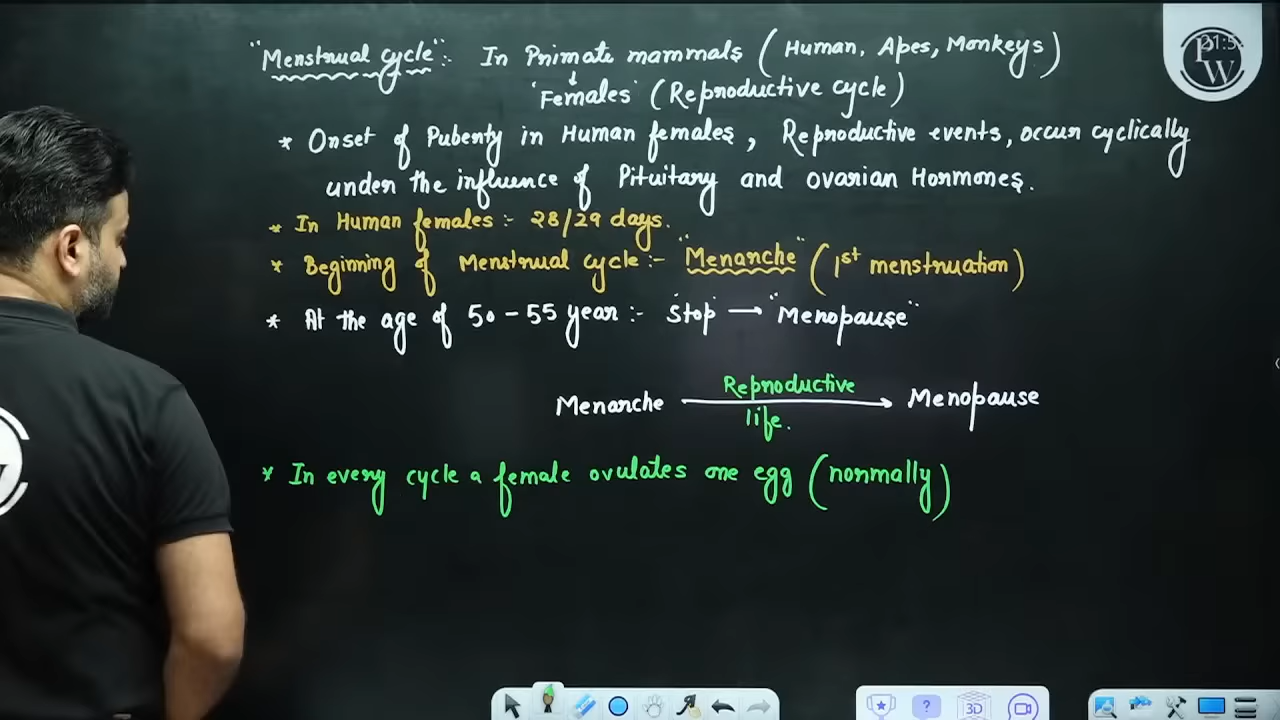 "Menstrual cycle":- In Primate mammals (Human, Apes, Monkeys)
'Females' (Reproductive cycle)
* Onset of Puberty in Human females, Reproductive events, occur cyclically
under the influence of Pituitary and ovarian Hormones.
* In Human females :- 28/29 days.
* Beginning of Menstrual cycle :- "Menarche" (1st menstruation)
* At the age of 50-55 year :- 'Stop' → "Menopause"
Menarche Reproductive life. → Menopause
* In every cycle a female ovulates one egg (normally)
PW
3D
?